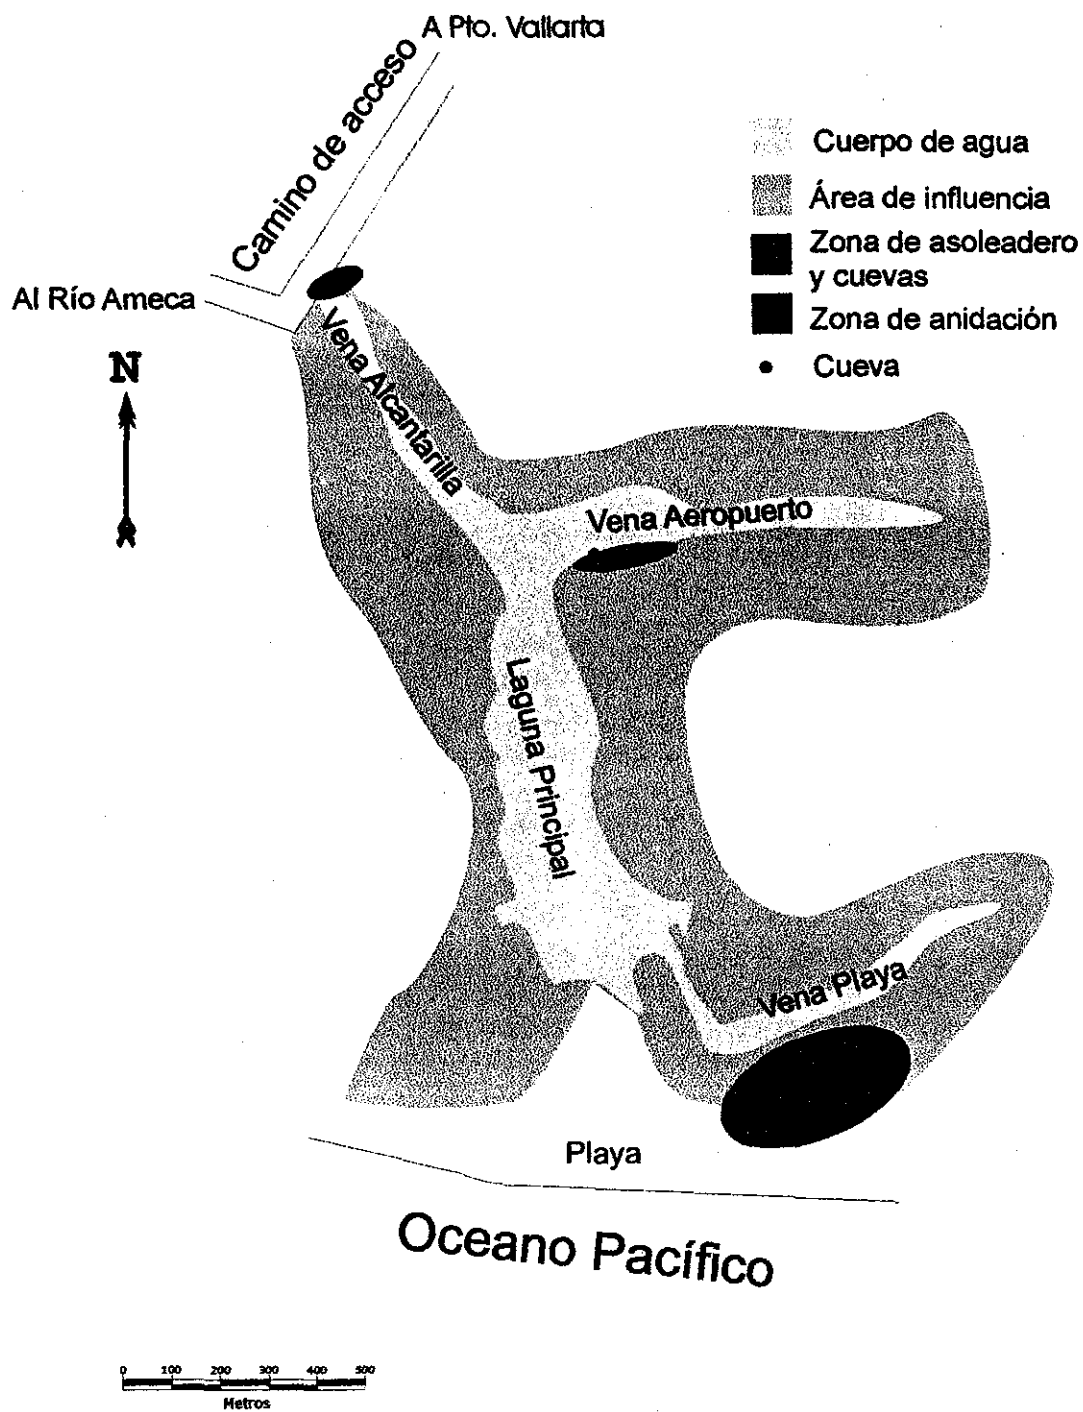 A Pto. Vallarta
Camino de acceso
Cuerpo de agua
Área de influencia
Zona de asoleadero
y cuevas
Zona de anidación
Cueva
Al Río Ameca
N
Vena Alcantarilla
Vena Aeropuerto
Laguna Principal
Vena Playa
Playa
Oceano Pacífico
0 100 200 300 400 500
Metros